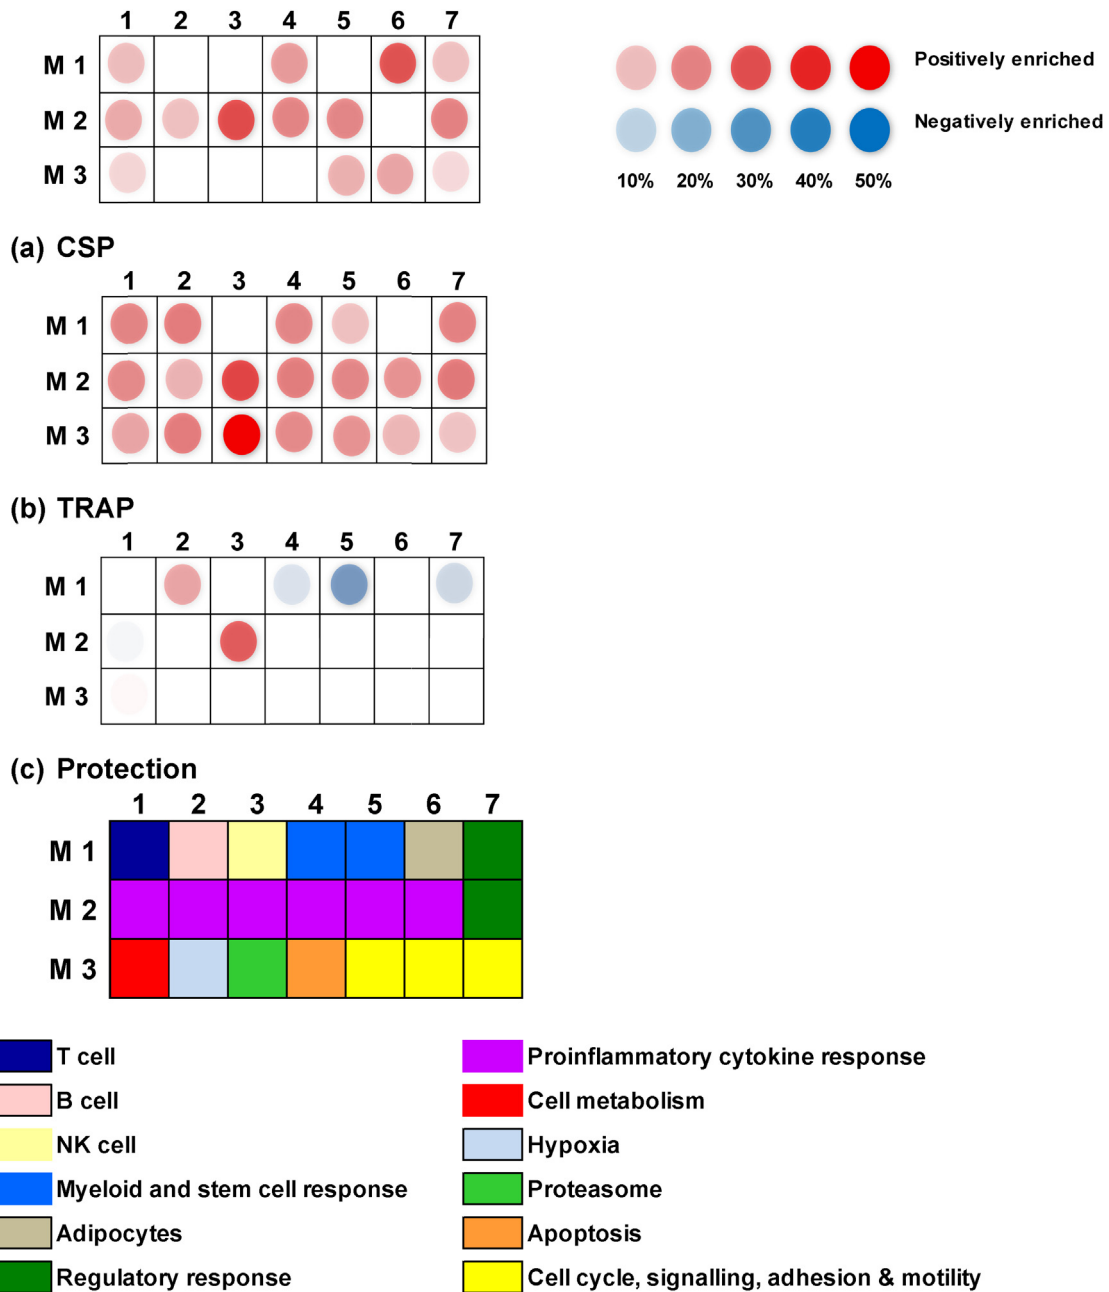 1 2 3 4 5 6 7
M 1
M 2
M 3
Positively enriched
Negatively enriched
10% 20% 30% 40% 50%
(a) CSP
1 2 3 4 5 6 7
M 1
M 2
M 3
(b) TRAP
1 2 3 4 5 6 7
M 1
M 2
M 3
(c) Protection
1 2 3 4 5 6 7
M 1
M 2
M 3
T cell
B cell
NK cell
Myeloid and stem cell response
Adipocytes
Regulatory response
Proinflammatory cytokine response
Cell metabolism
Hypoxia
Proteasome
Apoptosis
Cell cycle, signalling, adhesion & motility